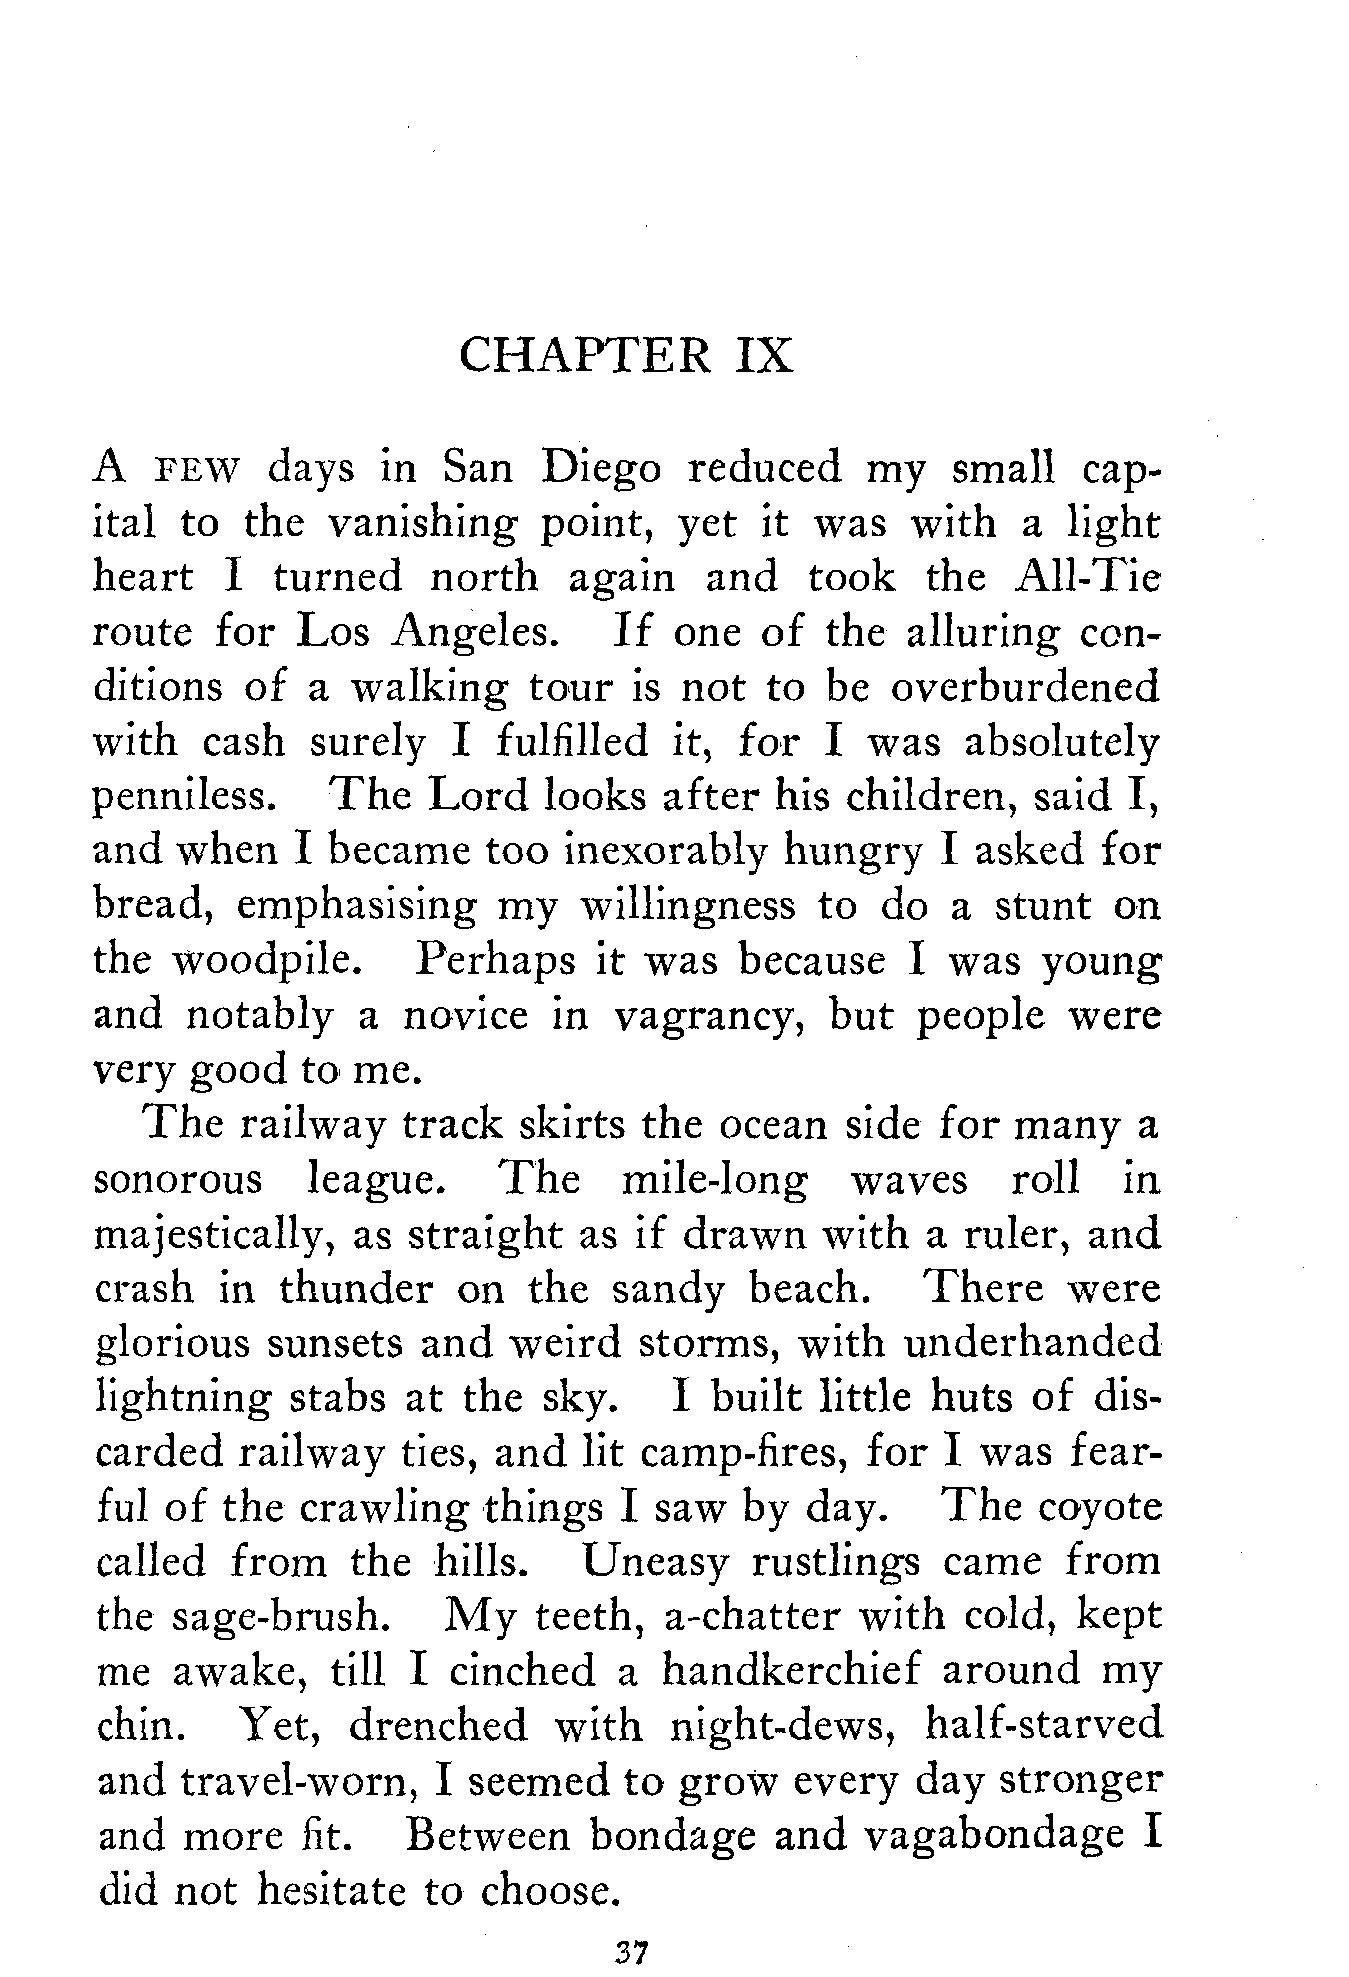 CHAPTER IX
A FEW days in San Diego reduced my small cap-
ital to the vanishing point, yet it was with a light
heart I turned north again and took the All-Tie
route for Los Angeles. If one of the alluring con-
ditions of a walking tour is not to be overburdened
with cash surely I fulfilled it, for I was absolutely
penniless. The Lord looks after his children, said I,
and when I became too inexorably hungry I asked for
bread, emphasising my willingness to do a stunt on
the woodpile. Perhaps it was because I was young
and notably a novice in vagrancy, but people were
very good to me.
The railway track skirts the ocean side for many a
sonorous league. The mile-long waves roll in
majestically, as straight as if drawn with a ruler, and
crash in thunder on the sandy beach. There were
glorious sunsets and weird storms, with underhanded
lightning stabs at the sky. I built little huts of dis-
carded railway ties, and lit camp-fires, for I was fear-
ful of the crawling things I saw by day. The coyote
called from the hills. Uneasy rustlings came from
the sage-brush. My teeth, a-chatter with cold, kept
me awake, till I cinched a handkerchief around my
chin. Yet, drenched with night-dews, half-starved
and travel-worn, I seemed to grow every day stronger
and more fit. Between bondage and vagabondage I
did not hesitate to choose.
37